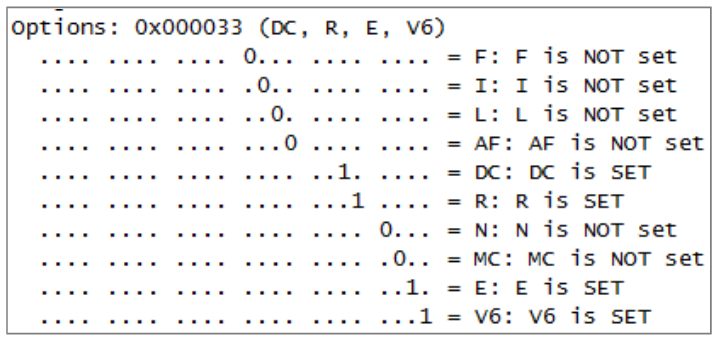 Options: 0x000033 (DC, R, E, V6)
.... .... .... 0... .... .... = F: F is NOT set
.... .... .... .0.. .... .... = I: I is NOT set
.... .... .... ..0. .... .... = L: L is NOT set
.... .... .... ...0 .... .... = AF: AF is NOT set
.... .... .... .... ..1. .... = DC: DC is SET
.... .... .... .... ...1 .... = R: R is SET
.... .... .... .... .... 0... = N: N is NOT set
.... .... .... .... .... .0.. = MC: MC is NOT set
.... .... .... .... .... ..1. = E: E is SET
.... .... .... .... .... ...1 = V6: V6 is SET